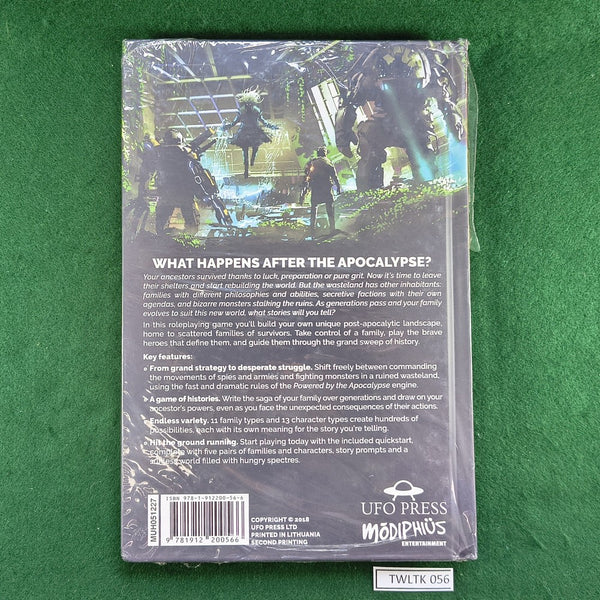 WHAT HAPPENS AFTER THE APOCALYPSE?
Your ancestors survived thanks to luck, preparation or pure grit. Now it's time to leave
their shelters and start rebuilding the world. But the wasteland has other inhabitants:
families with different philosophies and abilities, secretive factions with their own
agendas, and bizarre monsters stalking the ruins. As generations pass and your family
evolves to suit this new world, what stories will you tell?
In this roleplaying game you'll build your own unique post-apocalyptic landscape,
home to scattered families of survivors. Take control of a family, play the brave
heroes that define them, and guide them through the grand sweep of history.
Key features:
• From grand strategy to desperate struggle. Shift freely between commanding
the movements of spies and armies and fighting monsters in a ruined wasteland,
using the fast and dramatic rules of the Powered by the Apocalypse engine.
• A game of histories. Write the saga of your family over generations and draw on your
ancestor's powers, even as you face the unexpected consequences of their actions.
• Endless variety. 11 family types and 13 character types create hundreds of
possibilities, each with its own meaning for the story you're telling.
• Hit the ground running. Start playing today with the included quickstart,
complete with five pairs of families and characters, story prompts and a
world filled with hungry spectres.
MUH051227
ISBN 978-1-912200-56-6
9 781912 200566
COPYRIGHT © 2018
UFO PRESS LTD
PRINTED IN LITHUANIA
SECOND PRINTING
UFO PRESS
MŌDIPHIÜS
ENTERTAINMENT
TWLTK 056